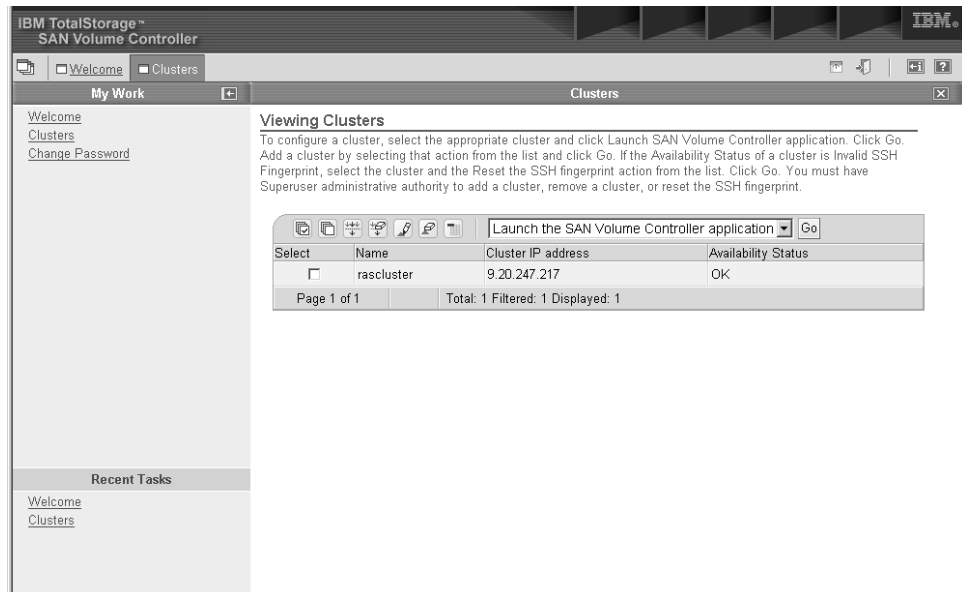 IBM TotalStorage™
SAN Volume Controller
IBM®
Welcome
Clusters
My Work
Clusters
Welcome
Clusters
Change Password
Viewing Clusters
To configure a cluster, select the appropriate cluster and click Launch SAN Volume Controller application. Click Go.
Add a cluster by selecting that action from the list and click Go. If the Availability Status of a cluster is Invalid SSH
Fingerprint, select the cluster and the Reset the SSH fingerprint action from the list. Click Go. You must have
Superuser administrative authority to add a cluster, remove a cluster, or reset the SSH fingerprint.
Launch the SAN Volume Controller application Go
Select Name Cluster IP address Availability Status
rascluster 9.20.247.217 OK
Page 1 of 1 Total: 1 Filtered: 1 Displayed: 1
Recent Tasks
Welcome
Clusters